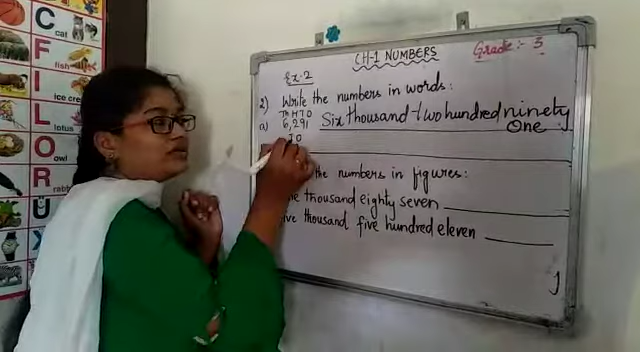 CH-1 NUMBERS
Grade:- 3
Ex-2
2) Write the numbers in words:
Th H T O
a) 6,291 Six thousand two hundred ninety
One.
T O
the numbers in figures:
thousand eighty seven
thousand five hundred eleven
C
cat
F
fish
I
ice cre
L
lotus
O
owl
R
rabb
U
X